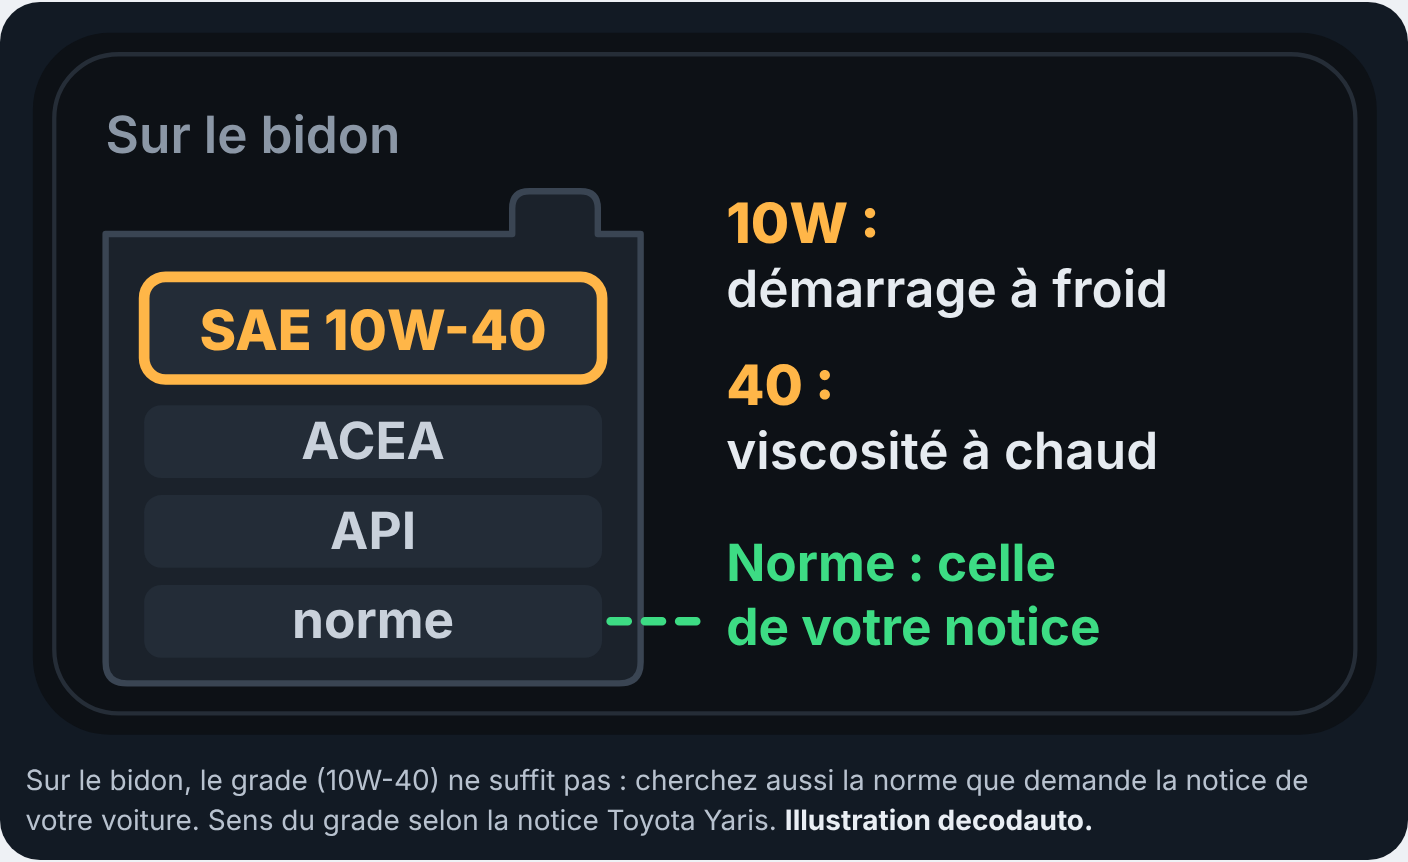 Sur le bidon
SAE 10W-40
ACEA
API
norme
10W :
démarrage à froid
40 :
viscosité à chaud
Norme : celle
de votre notice
Sur le bidon, le grade (10W-40) ne suffit pas : cherchez aussi la norme que demande la notice de
votre voiture. Sens du grade selon la notice Toyota Yaris. Illustration decodauto.